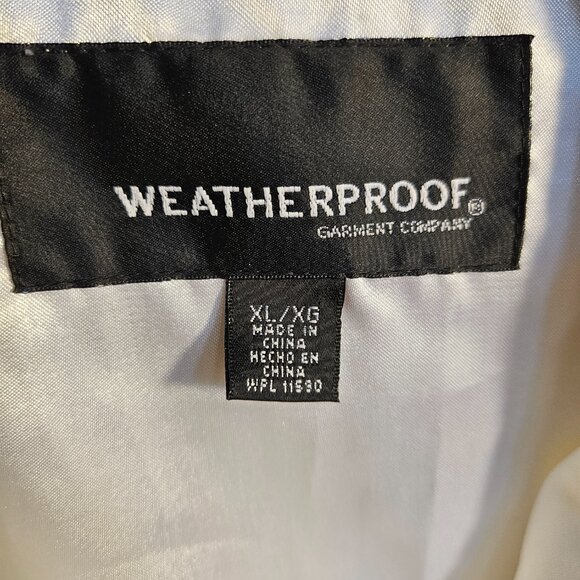 WEATHERPROOF®
GARMENT COMPANY
XL/XG
MADE IN
CHINA
HECHO EN
CHINA
WPL 11590